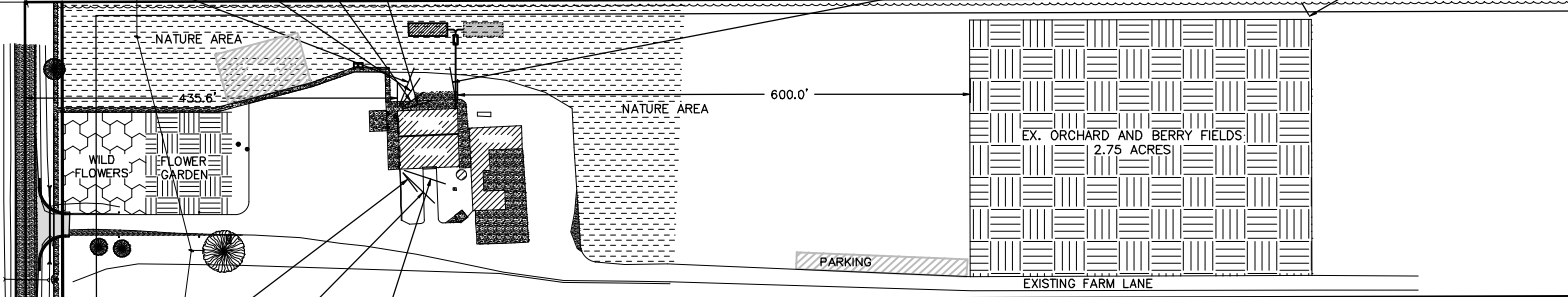 NATURE AREA
435.6'
WILD
FLOWERS
FLOWER
GARDEN
NATURE AREA
600.0'
EX. ORCHARD AND BERRY FIELDS
2.75 ACRES
PARKING
EXISTING FARM LANE